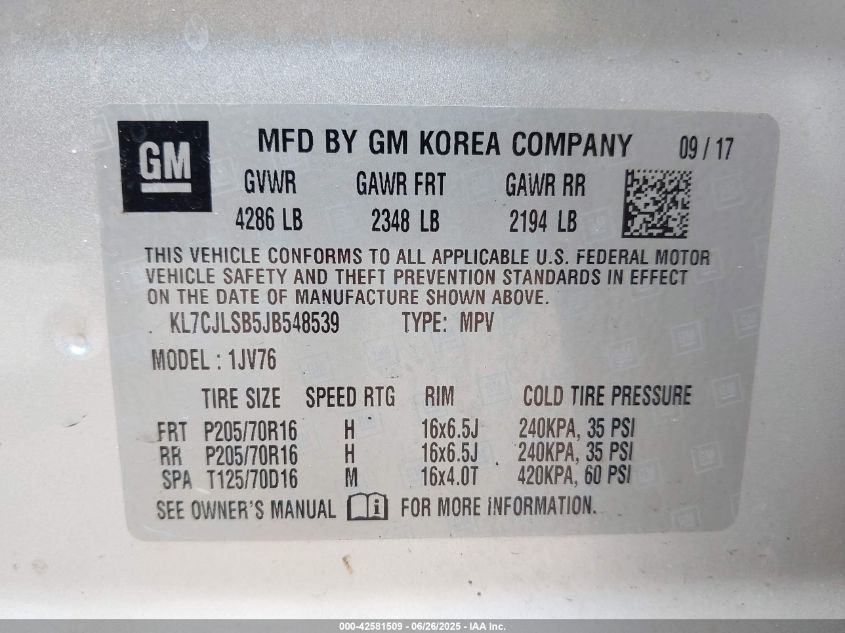 GM
MFD BY GM KOREA COMPANY 09 / 17
GVWR GAWR FRT GAWR RR
4286 LB 2348 LB 2194 LB
THIS VEHICLE CONFORMS TO ALL APPLICABLE U.S. FEDERAL MOTOR
VEHICLE SAFETY AND THEFT PREVENTION STANDARDS IN EFFECT
ON THE DATE OF MANUFACTURE SHOWN ABOVE.
KL7CJLSB5JB548539 TYPE: MPV
MODEL : 1JV76
TIRE SIZE SPEED RTG RIM COLD TIRE PRESSURE
FRT P205/70R16 H 16x6.5J 240KPA, 35 PSI
RR P205/70R16 H 16x6.5J 240KPA, 35 PSI
SPA T125/70D16 M 16x4.0T 420KPA, 60 PSI
SEE OWNER'S MANUAL i FOR MORE INFORMATION.
000-42581509 - 06/26/2025 - IAA Inc.